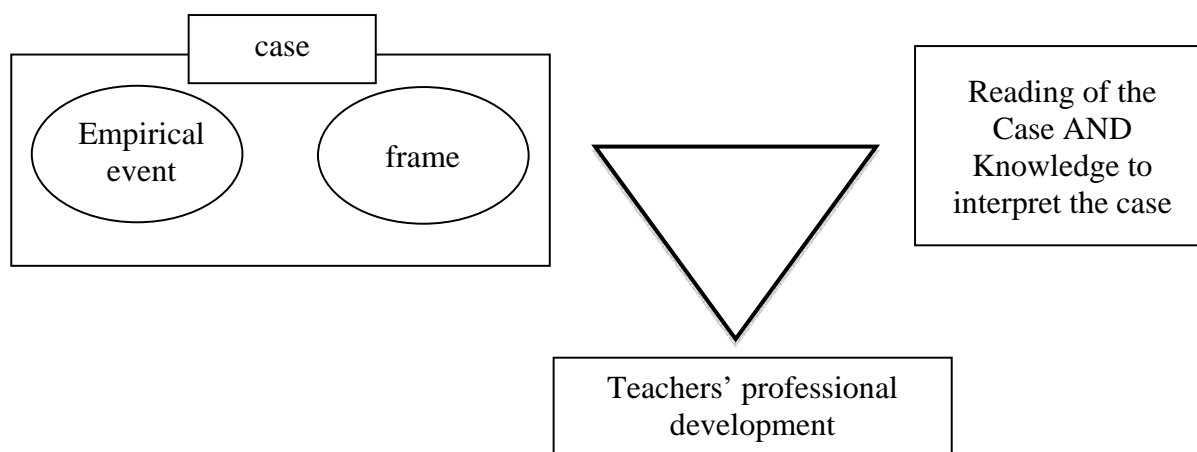 case
Empirical
event
frame
Reading of the
Case AND
Knowledge to
interpret the case
Teachers’ professional
development